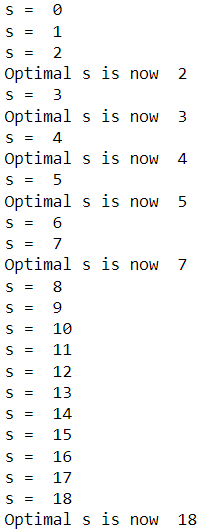 s =  0
s =  1
s =  2
Optimal s is now  2
s =  3
Optimal s is now  3
s =  4
Optimal s is now  4
s =  5
Optimal s is now  5
s =  6
s =  7
Optimal s is now  7
s =  8
s =  9
s =  10
s =  11
s =  12
s =  13
s =  14
s =  15
s =  16
s =  17
s =  18
Optimal s is now  18